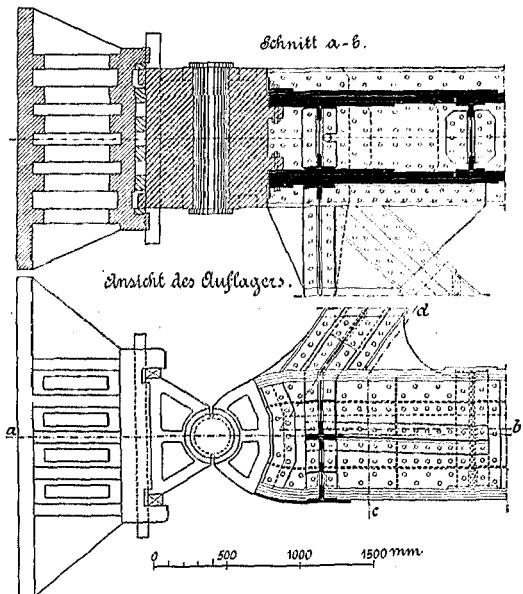 Schnitt a-b.
Ansicht des Auflagers.
d
a
b
c
0 500 1000 1500 mm.